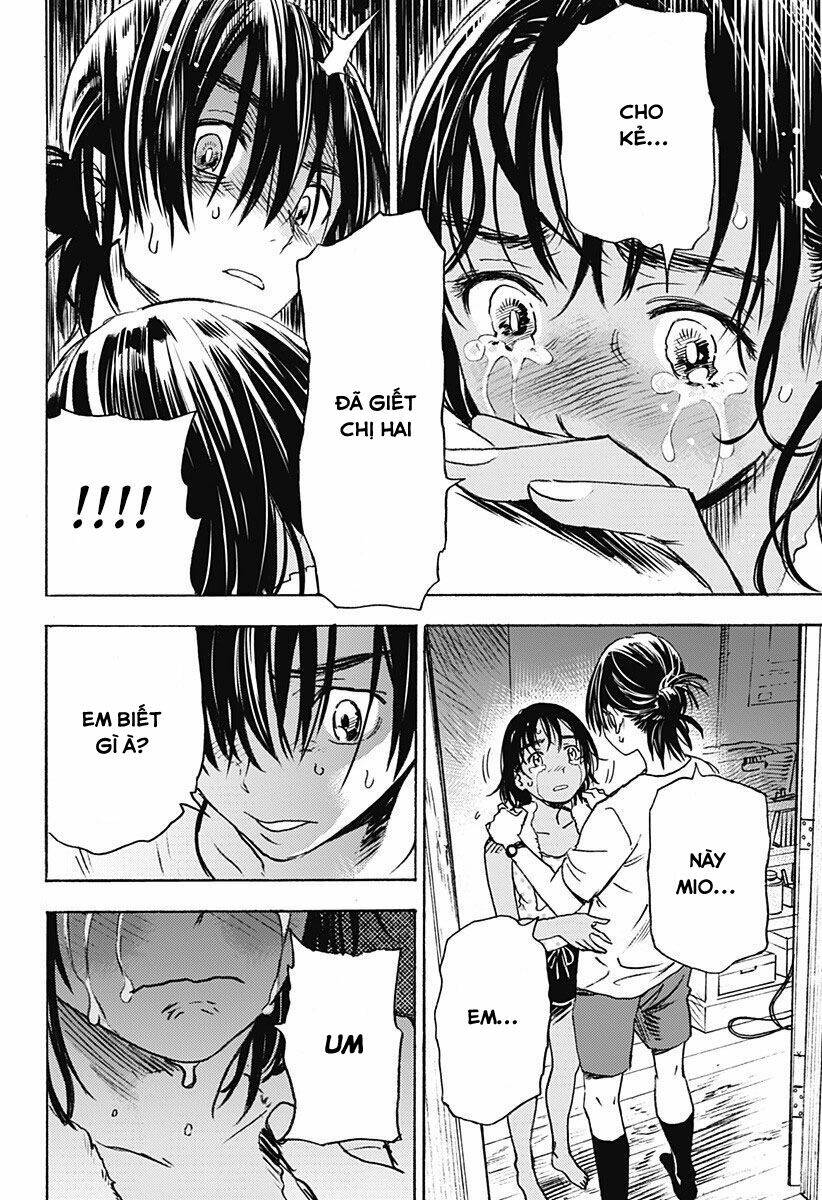 CHO
KẺ...
ĐÃ GIẾT
CHỊ HAI
!!!!
NÀY
MIO...
EM...
EM BIẾT
GÌ À?
UM